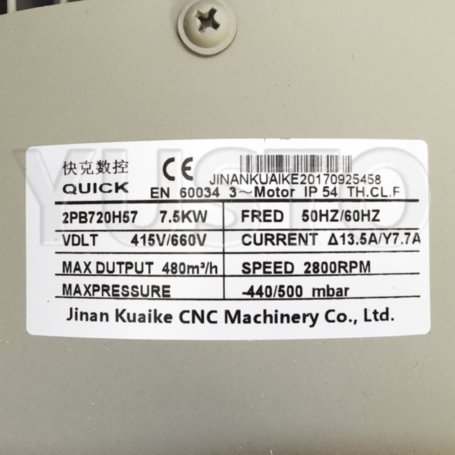 快克数控 CE JINANKUAIKE20170925458
QUICK EN 60034 3~Motor IP 54 TH.CL.F
2PB720H57 7.5KW FRED 50HZ/60HZ
VDLT 415V/660V CURRENT Δ13.5A/Y7.7A
MAX DUTPUT 480m³/h SPEED 2800RPM
MAXPRESSURE -440/500 mbar
Jinan Kuaike CNC Machinery Co., Ltd.
YUSTO